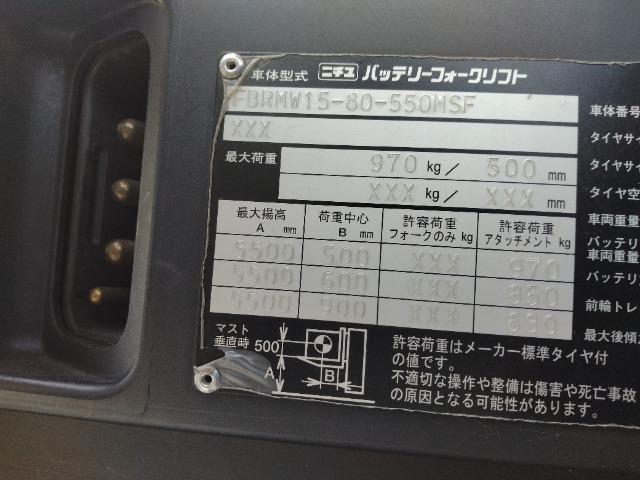 車体型式 ニチユ バッテリーフォークリフト
FBRMW15-80-550MSF
XXX
最大荷重 970 kg/ 500 mm
XXX kg/ XXX mm
最大揚高 A mm 荷重中心 B mm 許容荷重 フォークのみ kg 許容荷重 アタッチメント kg
5500 500 XXX 970
5500 600 XXX 850
5500 900 XXX 630
マスト
垂直時 500
A
B
許容荷重はメーカー標準タイヤ付
の値です。
不適切な操作や整備は傷害や死亡事故
の原因となる可能性があります。
車体番号
タイヤサイ
タイヤサイ
タイヤ空
車両重量
バッテリ
車両重量
バッテリ
前輪トレ
最大後傾